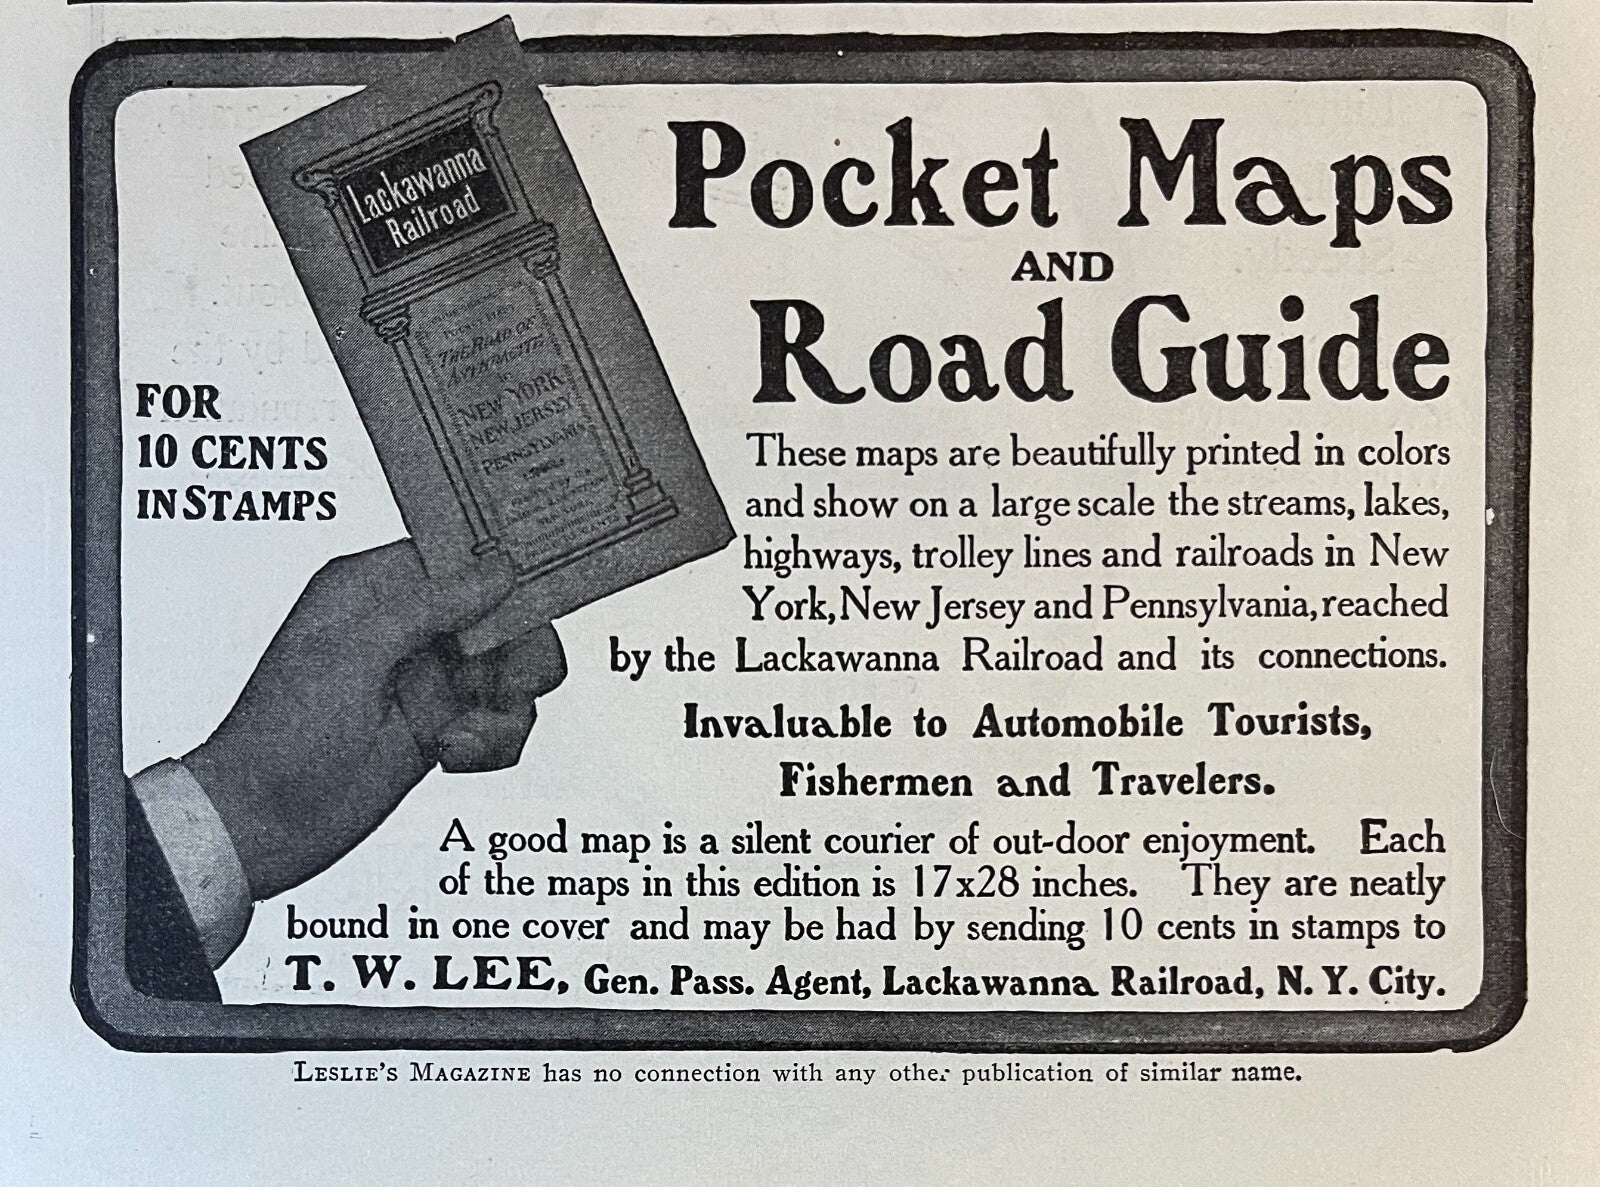 Lackawanna
Railroad
THE ROAD OF
ANTHRACITE
NEW YORK
NEW JERSEY
PENNSYLVANIA
FOR
10 CENTS
IN STAMPS
Pocket Maps
AND
Road Guide
These maps are beautifully printed in colors
and show on a large scale the streams, lakes,
highways, trolley lines and railroads in New
York, New Jersey and Pennsylvania, reached
by the Lackawanna Railroad and its connections.
Invaluable to Automobile Tourists,
Fishermen and Travelers.
A good map is a silent courier of out-door enjoyment. Each
of the maps in this edition is 17x28 inches. They are neatly
bound in one cover and may be had by sending 10 cents in stamps to
T. W. LEE, Gen. Pass. Agent, Lackawanna Railroad, N. Y. City.
LESLIE'S MAGAZINE has no connection with any other publication of similar name.